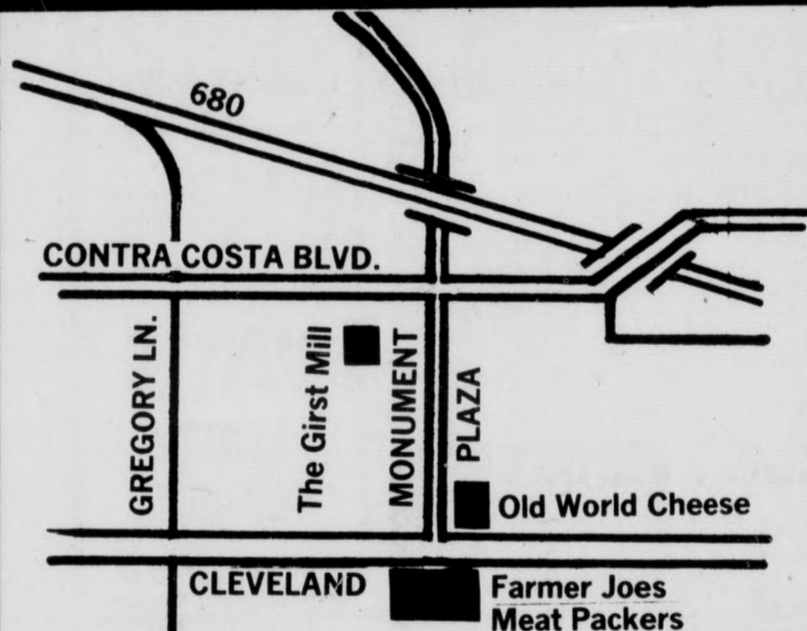 680
CONTRA COSTA BLVD.
GREGORY LN.
The Girst Mill
MONUMENT
PLAZA
Old World Cheese
CLEVELAND
Farmer Joes
Meat Packers